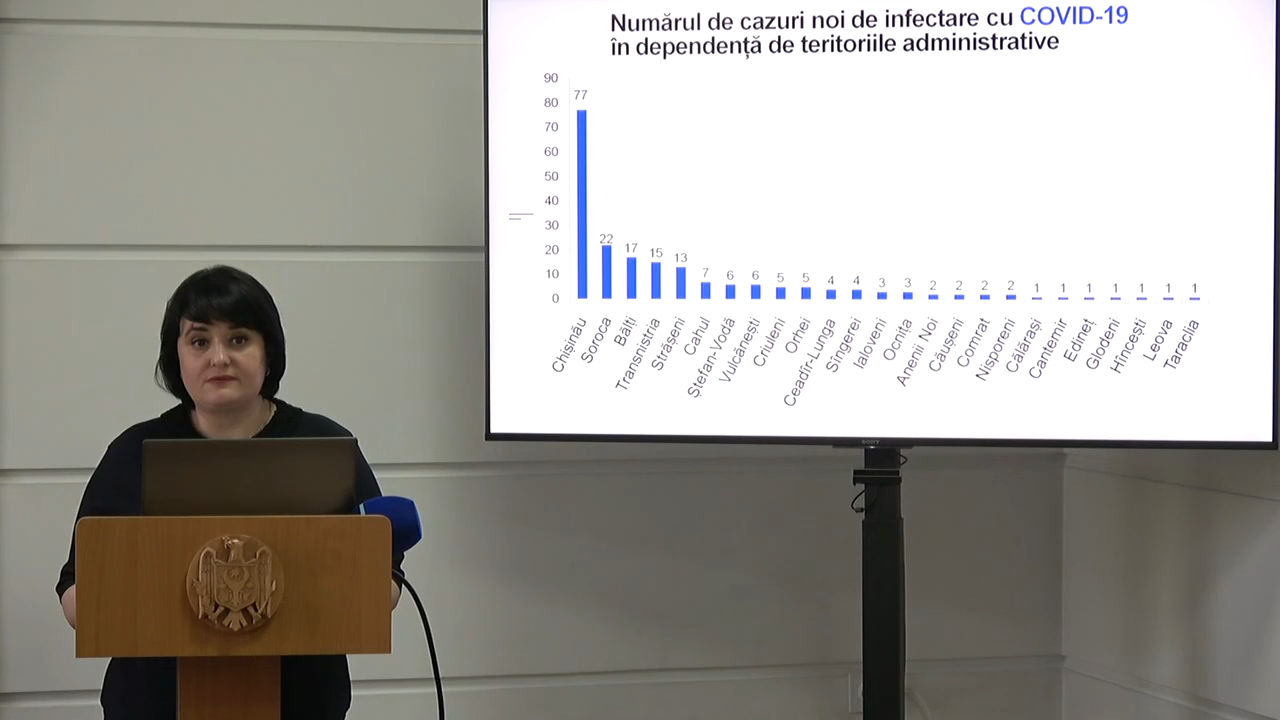 Numărul de cazuri noi de infectare cu COVID-19
în dependență de teritoriile administrative
90
80
70
60
50
40
30
20
10
0
77
22
17
15
13
7
6
6
5
5
4
4
3
3
2
2
2
2
1
1
1
1
1
1
1
Chișinău
Soroca
Bălți
Transnistria
Strășeni
Cahul
Ștefan-Vodă
Vulcănești
Criuleni
Orhei
Ceadîr-Lunga
Sîngerei
Ialoveni
Ocnița
Anenii Noi
Căușeni
Comrat
Nisporeni
Călărași
Cantemir
Edineț
Glodeni
Hîncești
Leova
Taraclia
SONY